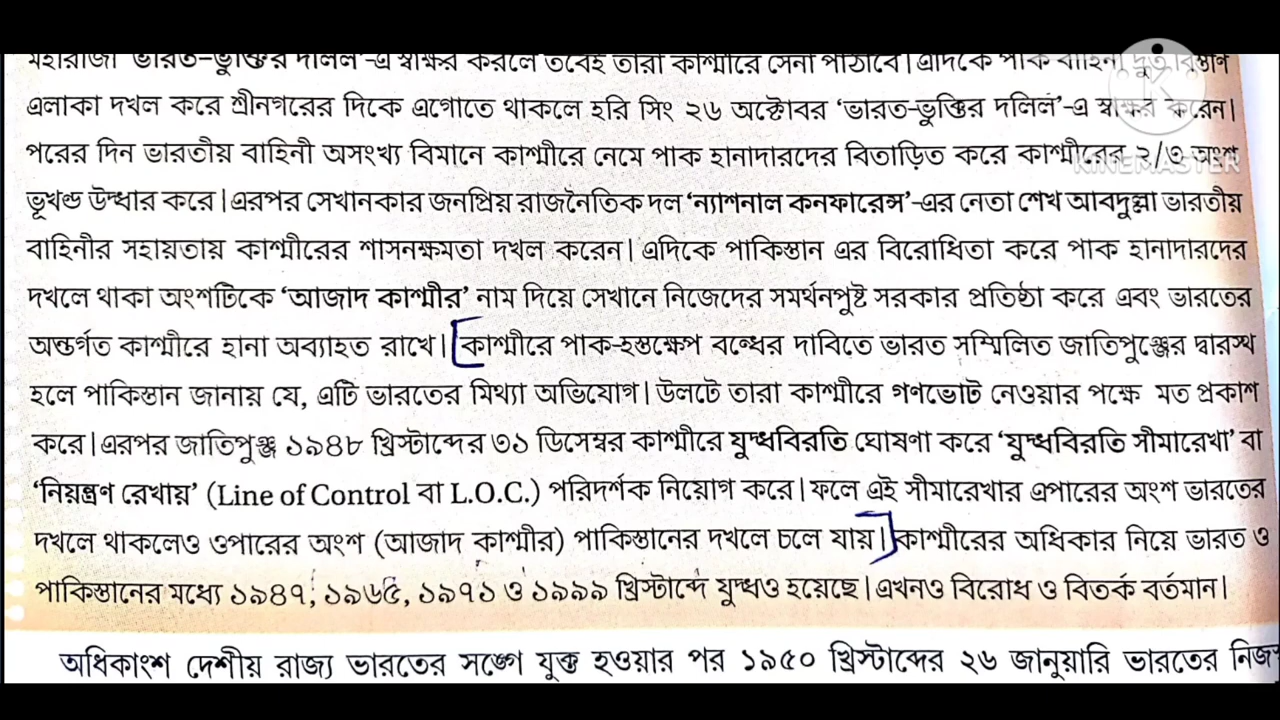 মহারাজা 'ভারত-ভুক্তির দলিল'-এ স্বাক্ষর করলে তবেই তারা কাশ্মীরে সেনা পাঠাবে। এদিকে পাক বাহিনী দ্রুত বিস্তীর্ণ
এলাকা দখল করে শ্রীনগরের দিকে এগোতে থাকলে হরি সিং ২৬ অক্টোবর 'ভারত-ভুক্তির দলিল'-এ স্বাক্ষর করেন।
পরের দিন ভারতীয় বাহিনী অসংখ্য বিমানে কাশ্মীরে নেমে পাক হানাদারদের বিতাড়িত করে কাশ্মীরের ২/৩ অংশ
KINEMASTER
ভূখণ্ড উদ্ধার করে। এরপর সেখানকার জনপ্রিয় রাজনৈতিক দল 'ন্যাশনাল কনফারেন্স'-এর নেতা শেখ আবদুল্লা ভারতীয়
বাহিনীর সহায়তায় কাশ্মীরের শাসনক্ষমতা দখল করেন। এদিকে পাকিস্তান এর বিরোধিতা করে পাক হানাদারদের
দখলে থাকা অংশটিকে 'আজাদ কাশ্মীর' নাম দিয়ে সেখানে নিজেদের সমর্থনপুষ্ট সরকার প্রতিষ্ঠা করে এবং ভারতের
অন্তর্গত কাশ্মীরে হানা অব্যাহত রাখে। কাশ্মীরে পাক-হস্তক্ষেপ বন্ধের দাবিতে ভারত সম্মিলিত জাতিপুঞ্জের দ্বারস্থ
হলে পাকিস্তান জানায় যে, এটি ভারতের মিথ্যা অভিযোগ। উলটে তারা কাশ্মীরে গণভোট নেওয়ার পক্ষে মত প্রকাশ
করে। এরপর জাতিপুঞ্জ ১৯৪৮ খ্রিস্টাব্দের ৩১ ডিসেম্বর কাশ্মীরে যুদ্ধবিরতি ঘোষণা করে 'যুদ্ধবিরতি সীমারেখা' বা
'নিয়ন্ত্রণ রেখায়' (Line of Control বা L.O.C.) পরিদর্শক নিয়োগ করে। ফলে এই সীমারেখার এপারের অংশ ভারতের
দখলে থাকলেও ওপারের অংশ (আজাদ কাশ্মীর) পাকিস্তানের দখলে চলে যায়। কাশ্মীরের অধিকার নিয়ে ভারত ও
পাকিস্তানের মধ্যে ১৯৪৭, ১৯৬৫, ১৯৭১ ও ১৯৯৯ খ্রিস্টাব্দে যুদ্ধও হয়েছে। এখনও বিরোধ ও বিতর্ক বর্তমান।
অধিকাংশ দেশীয় রাজ্য ভারতের সঙ্গে যুক্ত হওয়ার পর ১৯৫০ খ্রিস্টাব্দের ২৬ জানুয়ারি ভারতের নিজস্ব